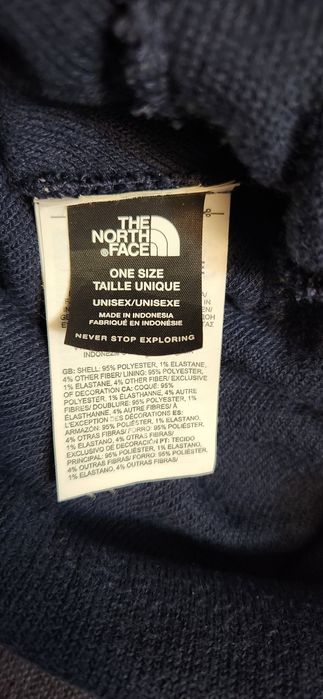 THE
NORTH
FACE
ONE SIZE
TAILLE UNIQUE
UNISEX/UNISEXE
MADE IN INDONESIA
FABRIQUÉ EN INDONÉSIE
NEVER STOP EXPLORING
GB: SHELL: 95% POLYESTER, 1% ELASTANE,
4% OTHER FIBER/ LINING: 95% POLYESTER,
1% ELASTANE, 4% OTHER FIBER/ EXCLUSIVE
OF DECORATION CA: COQUE: 95%
POLYESTER, 1% ÉLASTHANNE, 4% AUTRE
FIBRES/ DOUBLURE: 95% POLYESTER, 1%
ÉLASTHANNE, 4% AUTRE FIBRES/ À
L'EXCEPTION DES DÉCORATIONS ES:
ARMAZÓN: 95% POLIÉSTER, 1% ELASTANO,
4% OTRAS FIBRAS/ FORRO: 95% POLIÉSTER,
1% ELASTANO, 4% OTRAS FIBRAS/
EXCLUSIVO DE DECORACIÓN PT: TECIDO
PRINCIPAL: 95% POLIÉSTER, 1% ELASTANO,
4% OUTRAS FIBRAS/ FORRO: 95% POLIÉSTER,
1% ELASTANO, 4% OUTRAS FIBRAS/